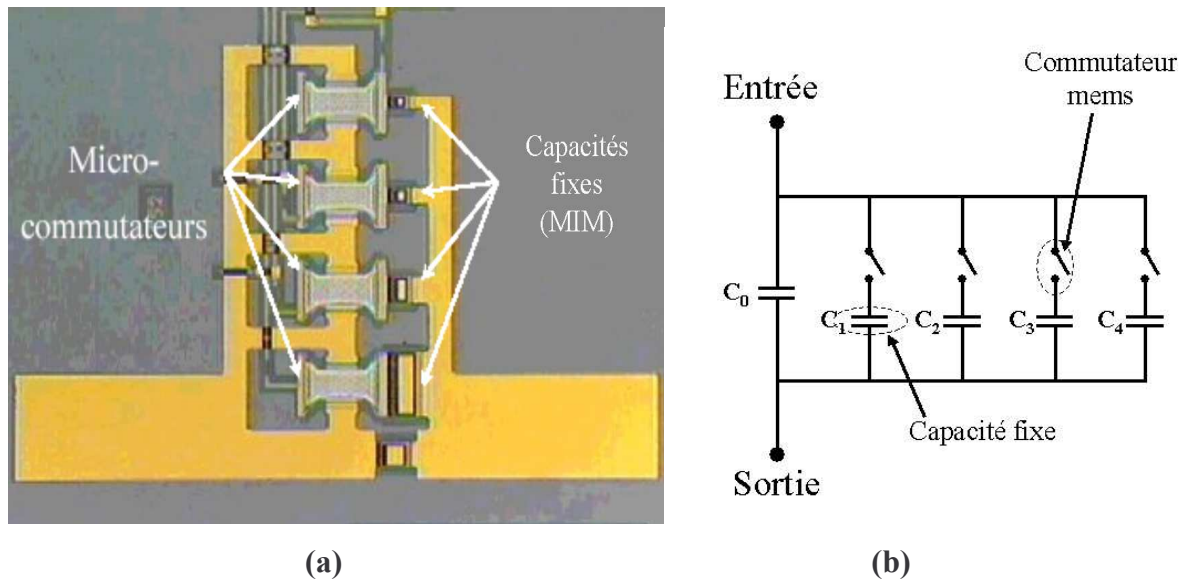 Micro-
commutateurs
Capacités
fixes
(MIM)
Entrée
Commutateur
mems
C0
C1
C2
C3
C4
Capacité fixe
Sortie
(a)
(b)